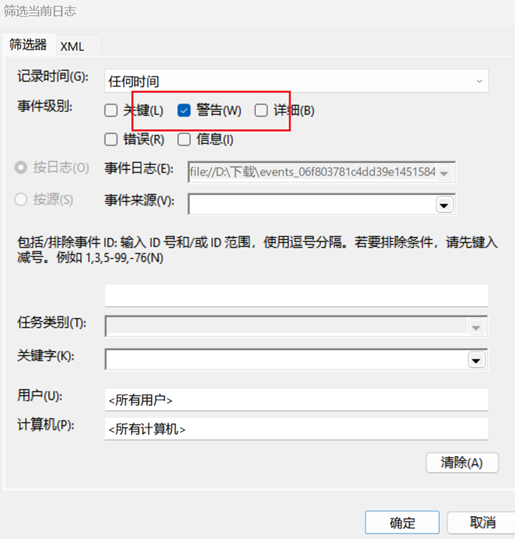 筛选当前日志
筛选器 XML
记录时间(G): 任何时间
事件级别: 关键(L) 警告(W) 详细(B)
错误(R) 信息(I)
按日志(O) 事件日志(E): file://D:\下载\events_06f803781c4dd39e1451584
按源(S) 事件来源(V):
包括/排除事件 ID: 输入 ID 号和/或 ID 范围，使用逗号分隔。若要排除条件，请先键入
减号。例如 1,3,5-99,-76(N)
任务类别(T):
关键字(K):
用户(U): <所有用户>
计算机(P): <所有计算机>
清除(A)
确定 取消